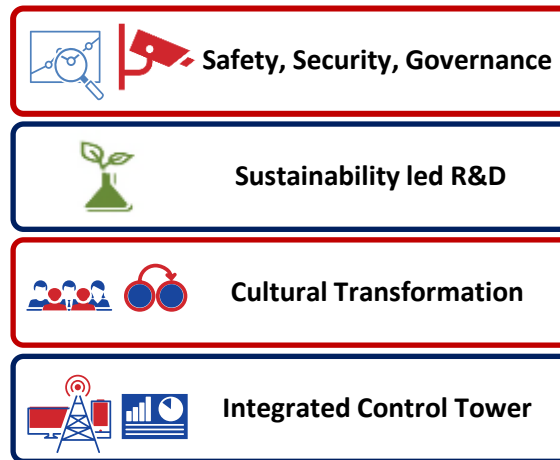 Safety, Security, Governance
Sustainability led R&D
Cultural Transformation
Integrated Control Tower